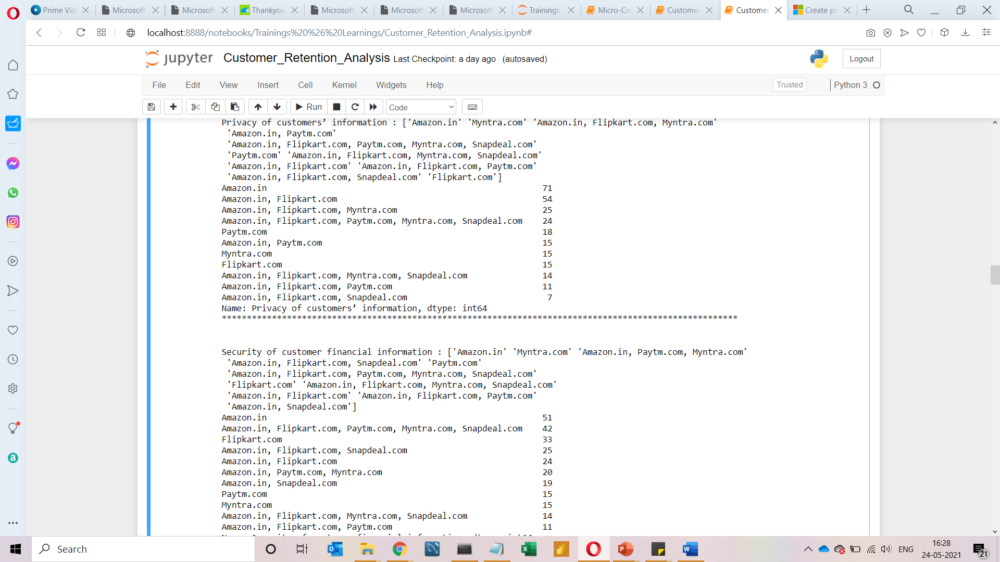 Prime Vid
Microsoft
Microsoft
Thankyou
Microsoft
Microsoft
Microsoft
Trainings
Micro-Cre
Customer
Customer
Create pr
localhost:8888/notebooks/Trainings%20%26%20Learnings/Customer_Retention_Analysis.ipynb#
jupyter Customer_Retention_Analysis Last Checkpoint: a day ago (autosaved)
Logout
File Edit View Insert Cell Kernel Widgets Help
Trusted
Python 3
Run
Code
Privacy of customers’ information : ['Amazon.in' 'Myntra.com' 'Amazon.in, Flipkart.com, Myntra.com'
'Amazon.in, Paytm.com'
'Amazon.in, Flipkart.com, Paytm.com, Myntra.com, Snapdeal.com'
'Paytm.com' 'Amazon.in, Flipkart.com, Myntra.com, Snapdeal.com'
'Amazon.in, Flipkart.com' 'Amazon.in, Flipkart.com, Paytm.com'
'Amazon.in, Flipkart.com, Snapdeal.com' 'Flipkart.com']
Amazon.in 71
Amazon.in, Flipkart.com 54
Amazon.in, Flipkart.com, Myntra.com 25
Amazon.in, Flipkart.com, Paytm.com, Myntra.com, Snapdeal.com 24
Paytm.com 18
Amazon.in, Paytm.com 15
Myntra.com 15
Flipkart.com 15
Amazon.in, Flipkart.com, Myntra.com, Snapdeal.com 14
Amazon.in, Flipkart.com, Paytm.com 11
Amazon.in, Flipkart.com, Snapdeal.com 7
Name: Privacy of customers’ information, dtype: int64
*******************************************************************************************************
Security of customer financial information : ['Amazon.in' 'Myntra.com' 'Amazon.in, Paytm.com, Myntra.com'
'Amazon.in, Flipkart.com, Snapdeal.com' 'Paytm.com'
'Amazon.in, Flipkart.com, Paytm.com, Myntra.com, Snapdeal.com'
'Flipkart.com' 'Amazon.in, Flipkart.com, Myntra.com, Snapdeal.com'
'Amazon.in, Flipkart.com' 'Amazon.in, Flipkart.com, Paytm.com'
'Amazon.in, Snapdeal.com']
Amazon.in 51
Amazon.in, Flipkart.com, Paytm.com, Myntra.com, Snapdeal.com 42
Flipkart.com 33
Amazon.in, Flipkart.com, Snapdeal.com 25
Amazon.in, Flipkart.com 24
Amazon.in, Paytm.com, Myntra.com 20
Amazon.in, Snapdeal.com 19
Paytm.com 15
Myntra.com 15
Amazon.in, Flipkart.com, Myntra.com, Snapdeal.com 14
Amazon.in, Flipkart.com, Paytm.com 11
Search
ENG
16:28
24-05-2021
21